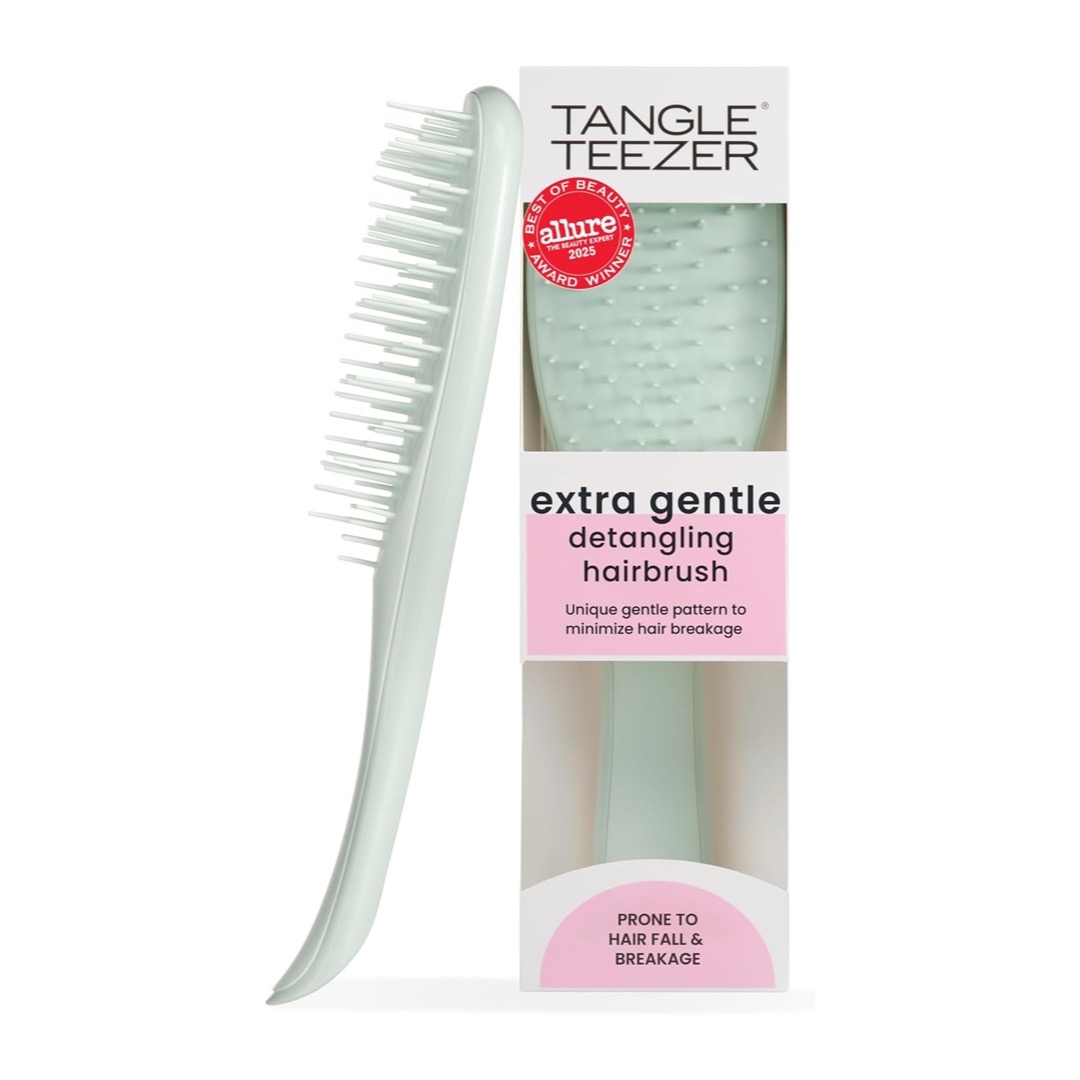 TANGLE®
TEEZER
BEST OF BEAUTY
allure
THE BEAUTY EXPERT
2025
AWARD WINNER
extra gentle
detangling
hairbrush
Unique gentle pattern to
minimize hair breakage
PRONE TO
HAIR FALL &
BREAKAGE